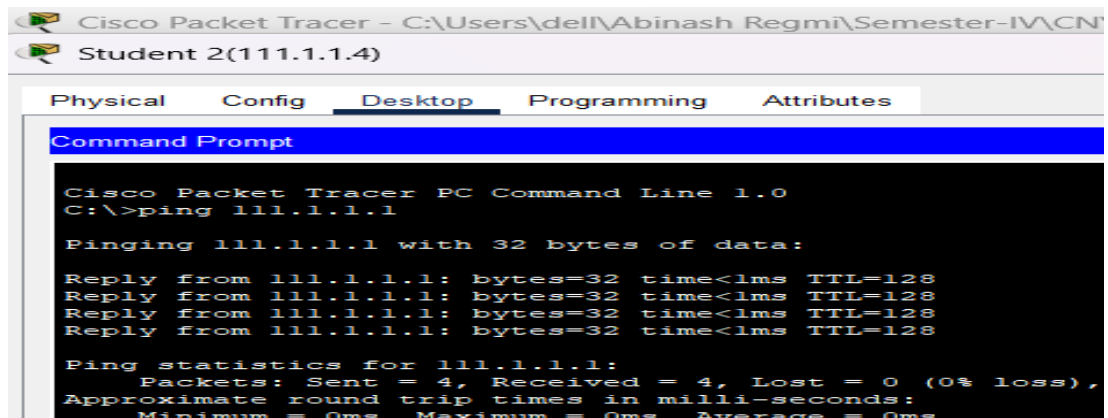 Cisco Packet Tracer - C:\Users\dell\Abinash Regmi\Semester-IV\CN\
Student 2(111.1.1.4)
Physical Config Desktop Programming Attributes
Command Prompt
Cisco Packet Tracer PC Command Line 1.0
C:\>ping 111.1.1.1
Pinging 111.1.1.1 with 32 bytes of data:
Reply from 111.1.1.1: bytes=32 time<1ms TTL=128
Reply from 111.1.1.1: bytes=32 time<1ms TTL=128
Reply from 111.1.1.1: bytes=32 time<1ms TTL=128
Reply from 111.1.1.1: bytes=32 time<1ms TTL=128
Ping statistics for 111.1.1.1:
Packets: Sent = 4, Received = 4, Lost = 0 (0% loss),
Approximate round trip times in milli-seconds:
Minimum = 0ms, Maximum = 0ms, Average = 0ms